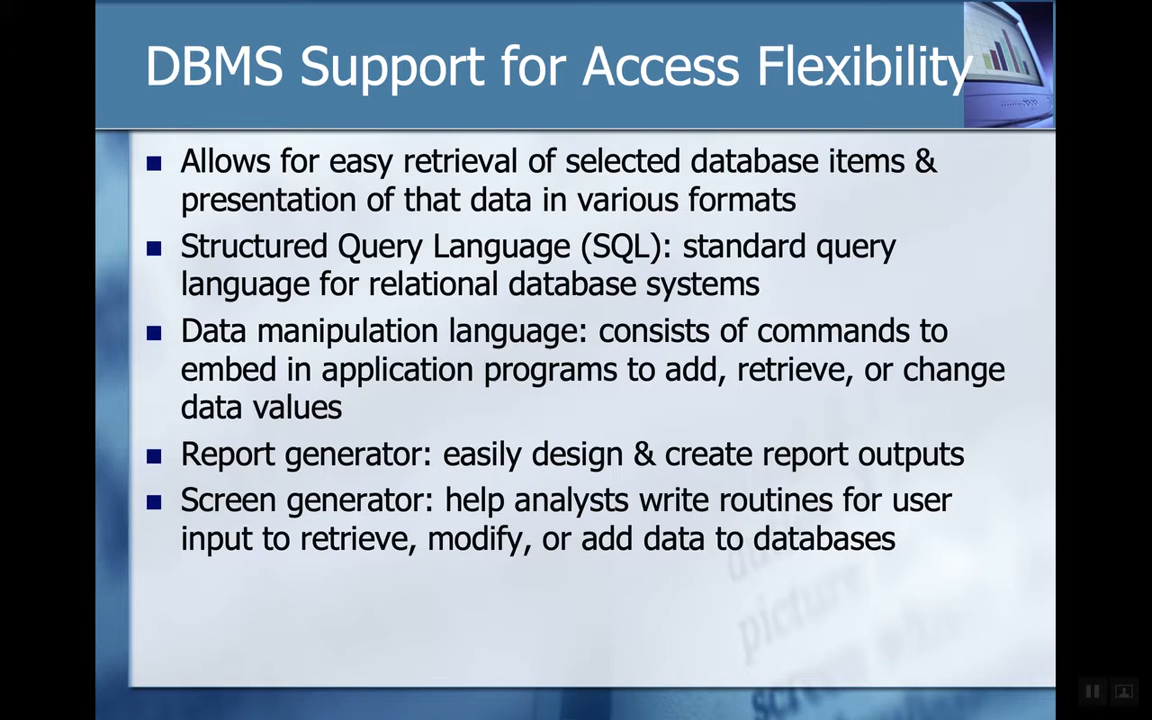 DBMS Support for Access Flexibility
Allows for easy retrieval of selected database items &
presentation of that data in various formats
Structured Query Language (SQL): standard query
language for relational database systems
Data manipulation language: consists of commands to
embed in application programs to add, retrieve, or change
data values
Report generator: easily design & create report outputs
Screen generator: help analysts write routines for user
input to retrieve, modify, or add data to databases
picture